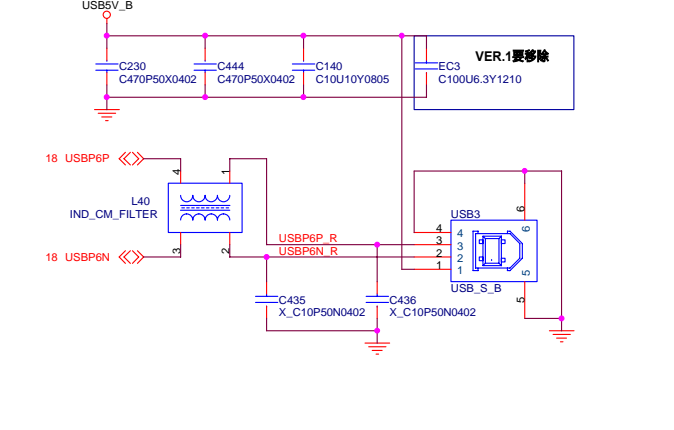 USB5V_B
VER.1要移除
C230
C470P50X0402
C444
C470P50X0402
C140
C10U10Y0805
EC3
C100U6.3Y1210
18 USBP6P
4
1
L40
IND_CM_FILTER
3
2
18 USBP6N
USBP6P_R
USBP6N_R
USB3
6
6
4
3
2
1
4
3
2
1
5
5
USB_S_B
C435
X_C10P50N0402
C436
X_C10P50N0402